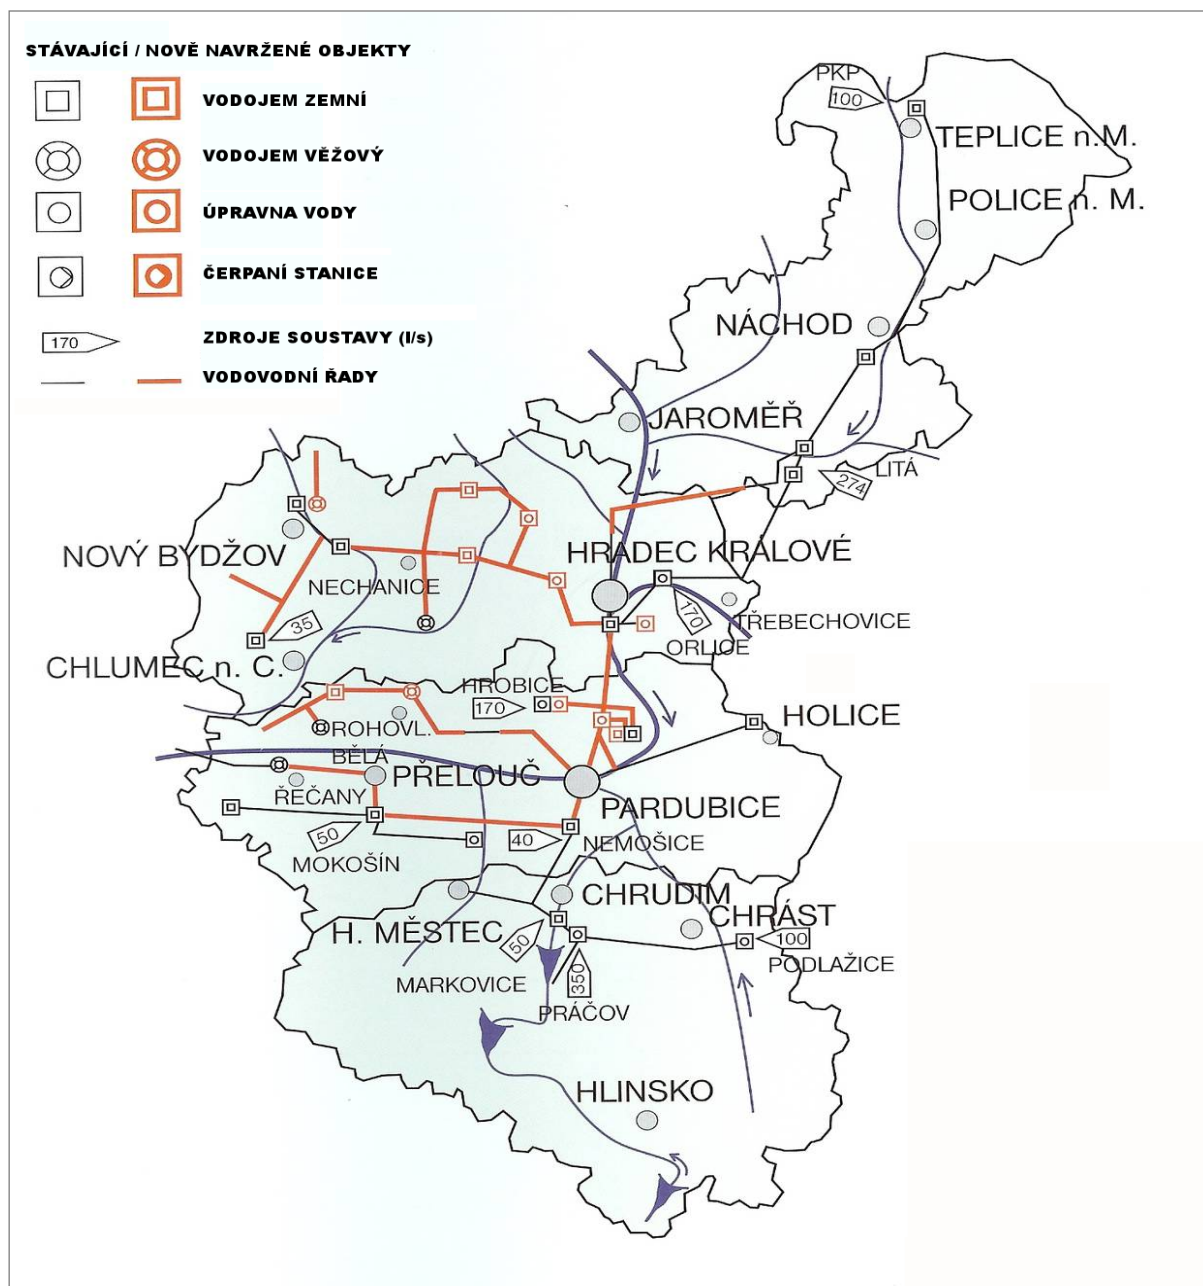 STÁVAJÍCÍ / NOVĚ NAVRŽENÉ OBJEKTY
VODOJEM ZEMNÍ
VODOJEM VĚŽOVÝ
ÚPRAVNA VODY
ČERPANÍ STANICE
170
ZDROJE SOUSTAVY (l/s)
VODOVODNÍ ŘADY
PKP
100
TEPLICE n.M.
POLICE n. M.
NÁCHOD
JAROMĚŘ
LITÁ
274
NOVÝ BYDŽOV
HRADEC KRÁLOVÉ
NECHANICE
TŘEBECHOVICE
170
ORLICE
35
CHLUMEC n. C.
HROBICE
170
HOLICE
ROHOVL.
BĚLÁ
PŘELOUČ
ŘEČANY
PARDUBICE
50
40
NEMOŠICE
MOKOŠÍN
CHRUDIM
CHRÁST
H. MĚSTEC
50
100
PODLAŽICE
MARKOVICE
350
PRÁČOV
HLINSKO